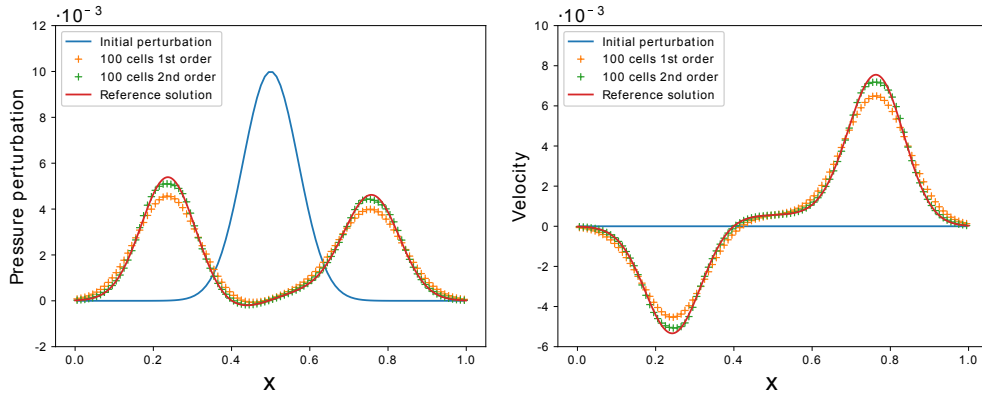 ·10⁻³
12
10
8
6
4
2
0
-2
0.0 0.2 0.4 0.6 0.8 1.0
X
Pressure perturbation
Initial perturbation
100 cells 1st order
100 cells 2nd order
Reference solution
·10⁻³
10
8
6
4
2
0
-2
-4
-6
0.0 0.2 0.4 0.6 0.8 1.0
X
Velocity
Initial perturbation
100 cells 1st order
100 cells 2nd order
Reference solution